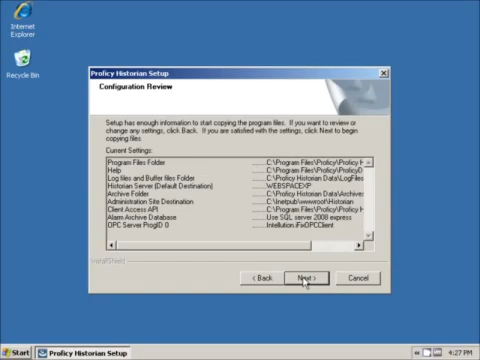 Internet
Explorer
Recycle Bin
Proficy Historian Setup
Configuration Review
Setup has enough information to start copying the program files. If you want to review or
change any settings, click Back. If you are satisfied with the settings, click Next to begin
copying files.
Current Settings:
Program Files Folder ......C:\Program Files\Proficy\Proficy H
Help ......C:\Program Files\Proficy\ProficyD
Log files and Buffer files Folder ......C:\Proficy Historian Data\LogFiles
Historian Server (Default Destination) ......WEBSPACEXP
Archive Folder ......C:\Proficy Historian Data\Archives
Administration Site Destination ......C:\Inetpub\wwwroot\Historian
Client Access API ......C:\Program Files\Proficy\Proficy H
Alarm Archive Database ......Use SQL server 2008 express
OPC Server ProgID 0 ......Intellution.iFixOPCClient
InstallShield
< Back
Next >
Cancel
Start
Proficy Historian Setup
4:27 PM